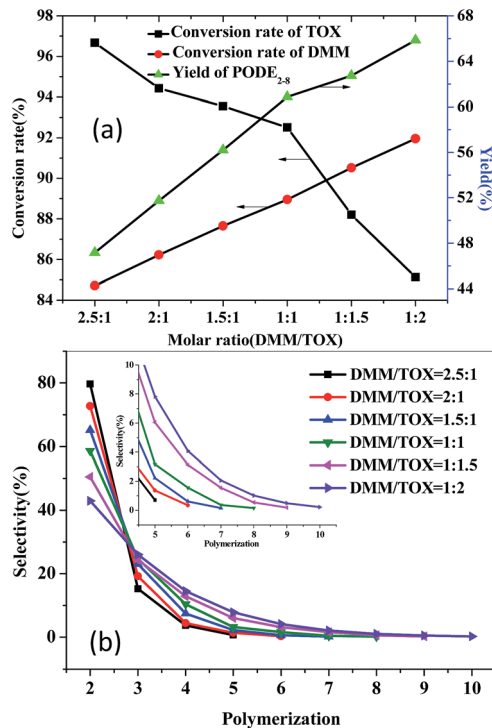 98
96
94
92
90
88
86
84
Conversion rate(%)
Conversion rate of TOX
Conversion rate of DMM
Yield of PODE2-8
(a)
68
64
60
56
52
48
44
Yield(%)
2.5:1 2:1 1.5:1 1:1 1:1.5 1:2
Molar ratio(DMM/TOX)
80
60
40
20
0
Selectivity(%)
10
8
6
4
2
0
Selectivity(%)
5 6 7 8 9 10
Polymerization
DMM/TOX=2.5:1
DMM/TOX=2:1
DMM/TOX=1.5:1
DMM/TOX=1:1
DMM/TOX=1:1.5
DMM/TOX=1:2
(b)
2 3 4 5 6 7 8 9 10
Polymerization